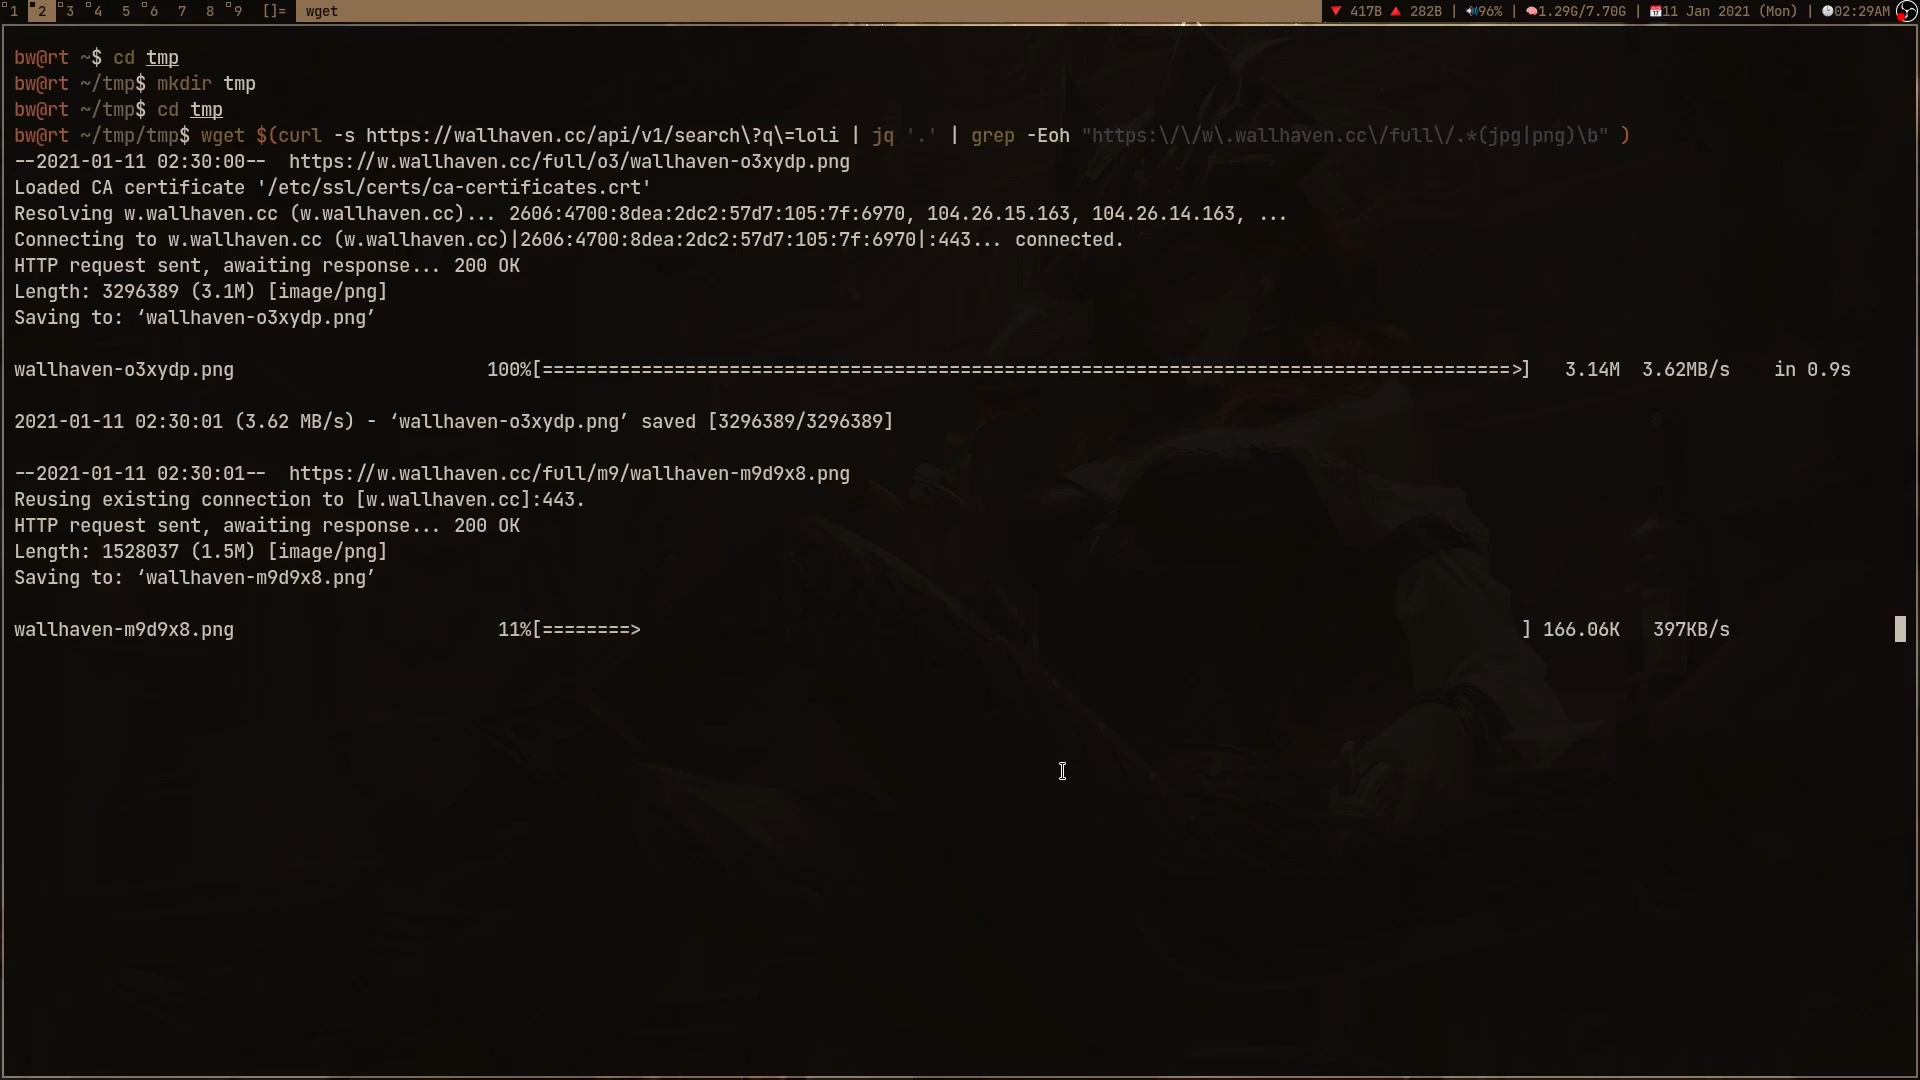 1 2 3 4 5 6 7 8 9 []= wget 417B 282B | 96% | 1.29G/7.70G | 11 Jan 2021 (Mon) | 02:29AM
bw@rt ~$ cd tmp
bw@rt ~/tmp$ mkdir tmp
bw@rt ~/tmp$ cd tmp
bw@rt ~/tmp/tmp$ wget $(curl -s https://wallhaven.cc/api/v1/search\?q\=loli | jq '.' | grep -Eoh "https:\/\/w\.wallhaven.cc\/full\/.*(jpg|png)\b" )
--2021-01-11 02:30:00--  https://w.wallhaven.cc/full/o3/wallhaven-o3xydp.png
Loaded CA certificate '/etc/ssl/certs/ca-certificates.crt'
Resolving w.wallhaven.cc (w.wallhaven.cc)... 2606:4700:8dea:2dc2:57d7:105:7f:6970, 104.26.15.163, 104.26.14.163, ...
Connecting to w.wallhaven.cc (w.wallhaven.cc)|2606:4700:8dea:2dc2:57d7:105:7f:6970|:443... connected.
HTTP request sent, awaiting response... 200 OK
Length: 3296389 (3.1M) [image/png]
Saving to: ‘wallhaven-o3xydp.png’
wallhaven-o3xydp.png 100%[========================================================================================>] 3.14M 3.62MB/s in 0.9s
2021-01-11 02:30:01 (3.62 MB/s) - ‘wallhaven-o3xydp.png’ saved [3296389/3296389]
--2021-01-11 02:30:01--  https://w.wallhaven.cc/full/m9/wallhaven-m9d9x8.png
Reusing existing connection to [w.wallhaven.cc]:443.
HTTP request sent, awaiting response... 200 OK
Length: 1528037 (1.5M) [image/png]
Saving to: ‘wallhaven-m9d9x8.png’
wallhaven-m9d9x8.png 11%[========> ] 166.06K 397KB/s